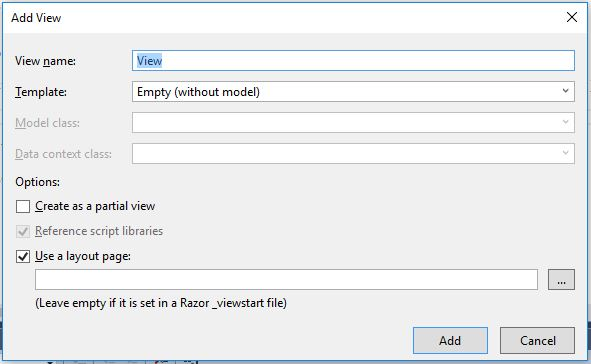 Add View
View name: View
Template: Empty (without model)
Model class:
Data context class:
Options:
Create as a partial view
Reference script libraries
Use a layout page:
...
(Leave empty if it is set in a Razor _viewstart file)
Add Cancel